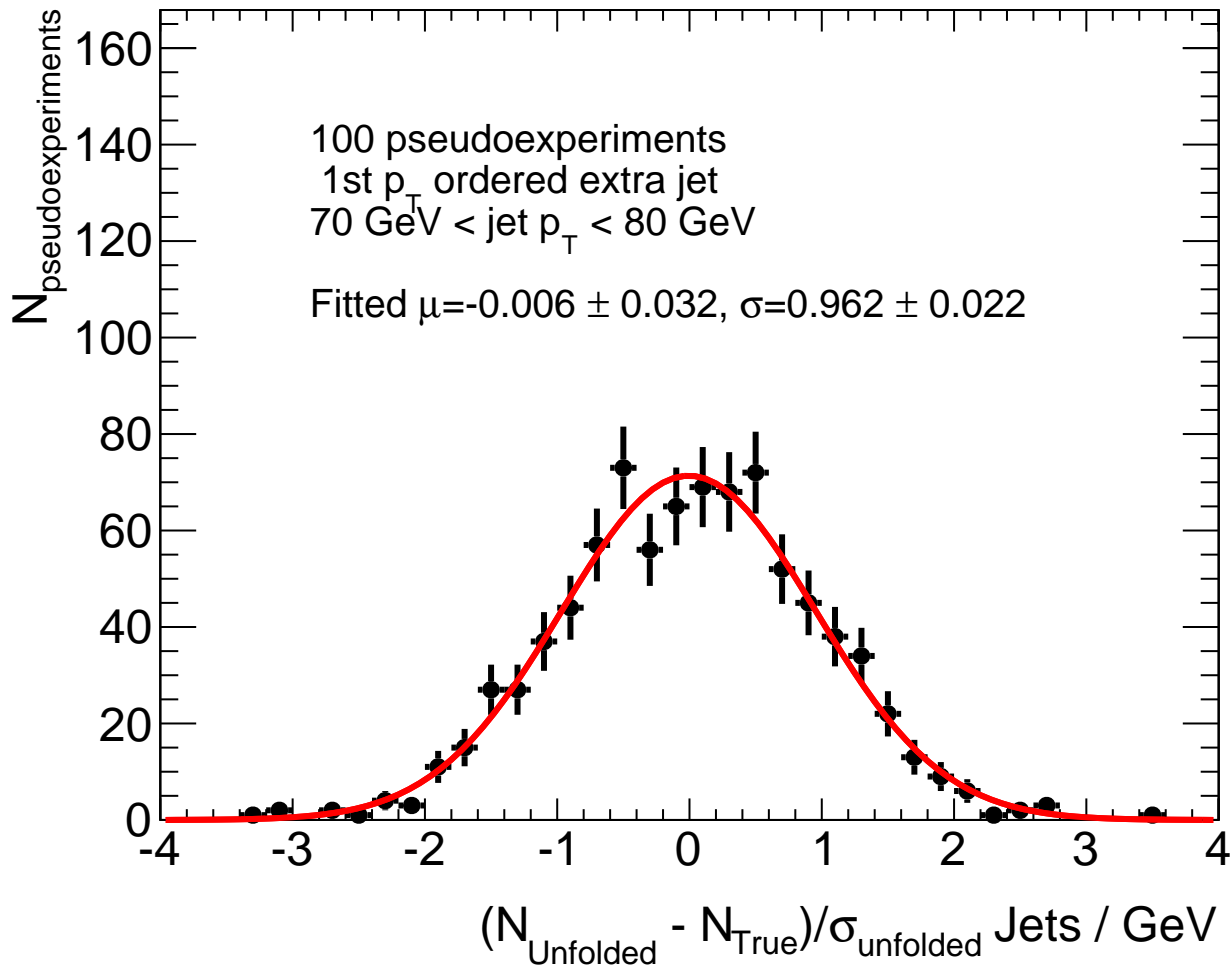 N_pseudoexperiments
160
140
120
100
80
60
40
20
0
100 pseudoexperiments
1st p_T ordered extra jet
70 GeV < jet p_T < 80 GeV
Fitted μ=-0.006 ± 0.032, σ=0.962 ± 0.022
-4 -3 -2 -1 0 1 2 3 4
(N_Unfolded - N_True)/σ_unfolded Jets / GeV